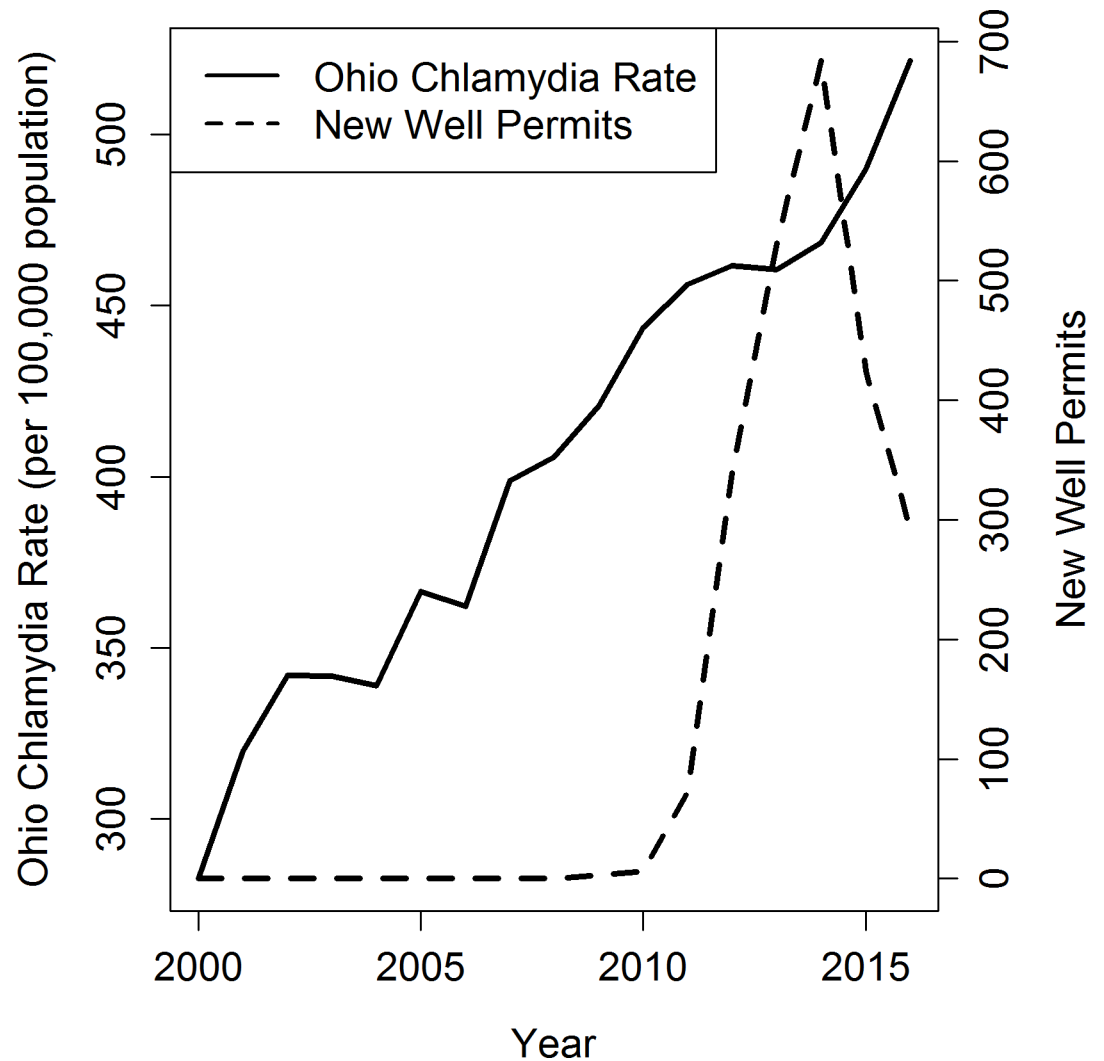 Ohio Chlamydia Rate
New Well Permits
Ohio Chlamydia Rate (per 100,000 population)
500
450
400
350
300
700
600
500
400
300
200
100
0
New Well Permits
2000 2005 2010 2015
Year